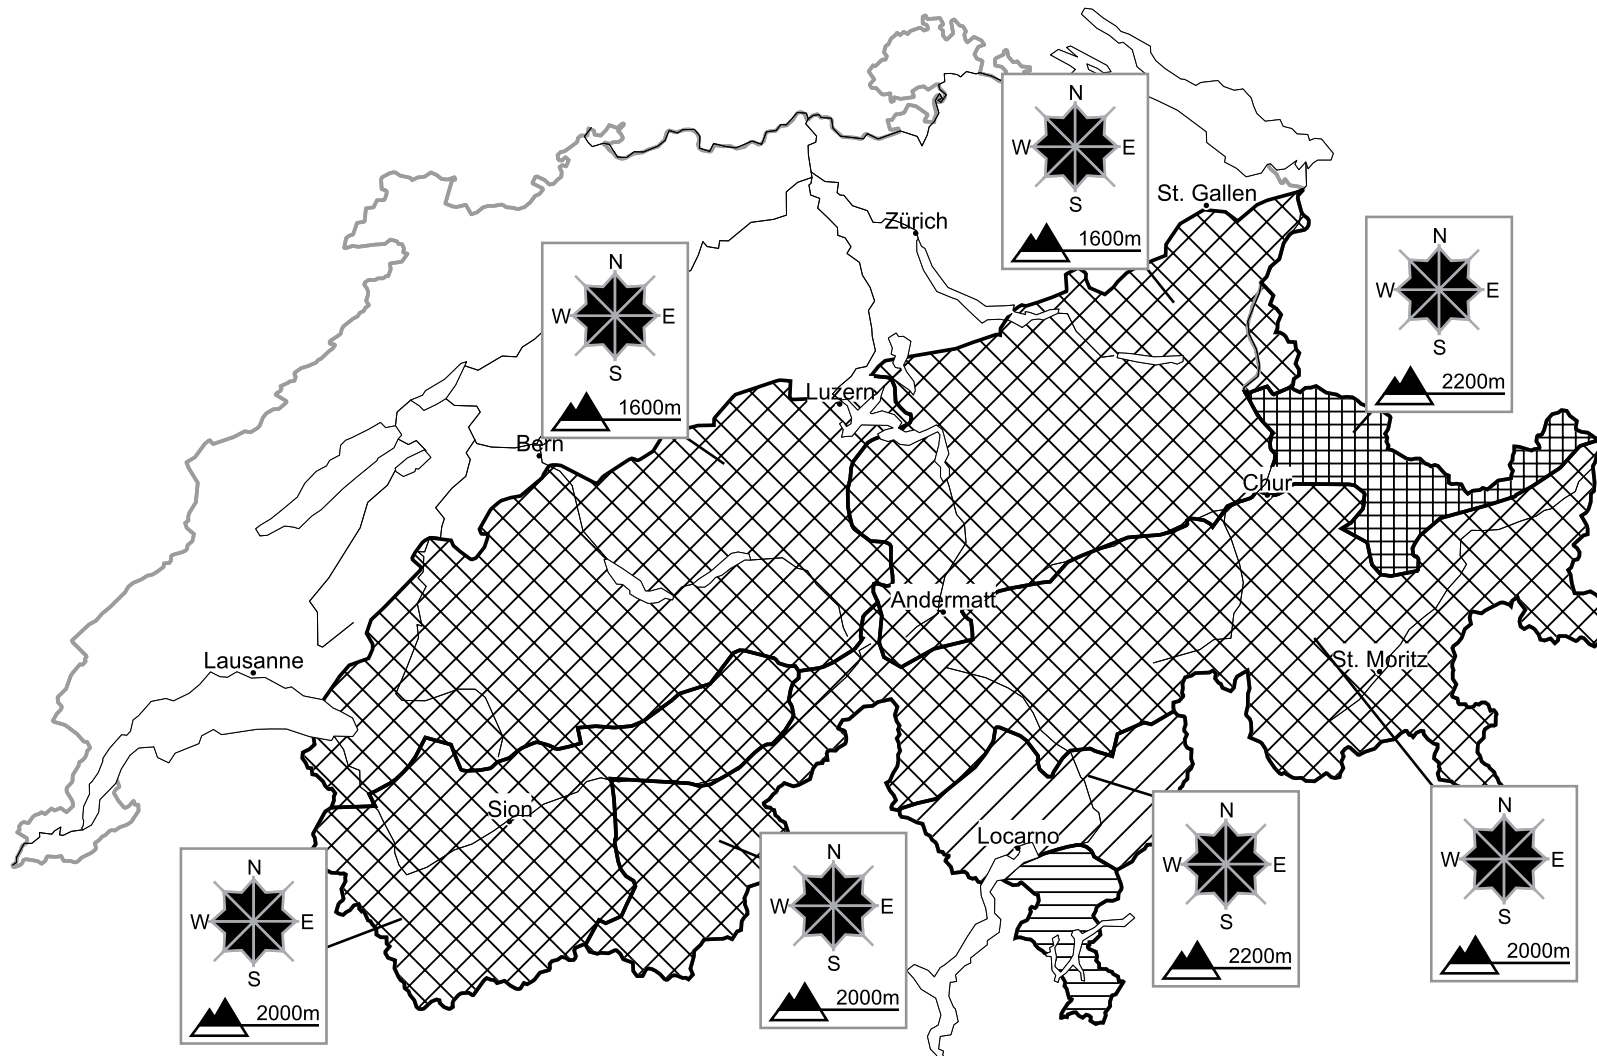 N
W E
S
1600m
St. Gallen
Zürich
N
W E
S
2200m
N
W E
S
1600m
Luzern
Bern
Chur
Andermatt
Lausanne
St. Moritz
Sion
Locarno
N
W E
S
2000m
N
W E
S
2000m
N
W E
S
2200m
N
W E
S
2000m